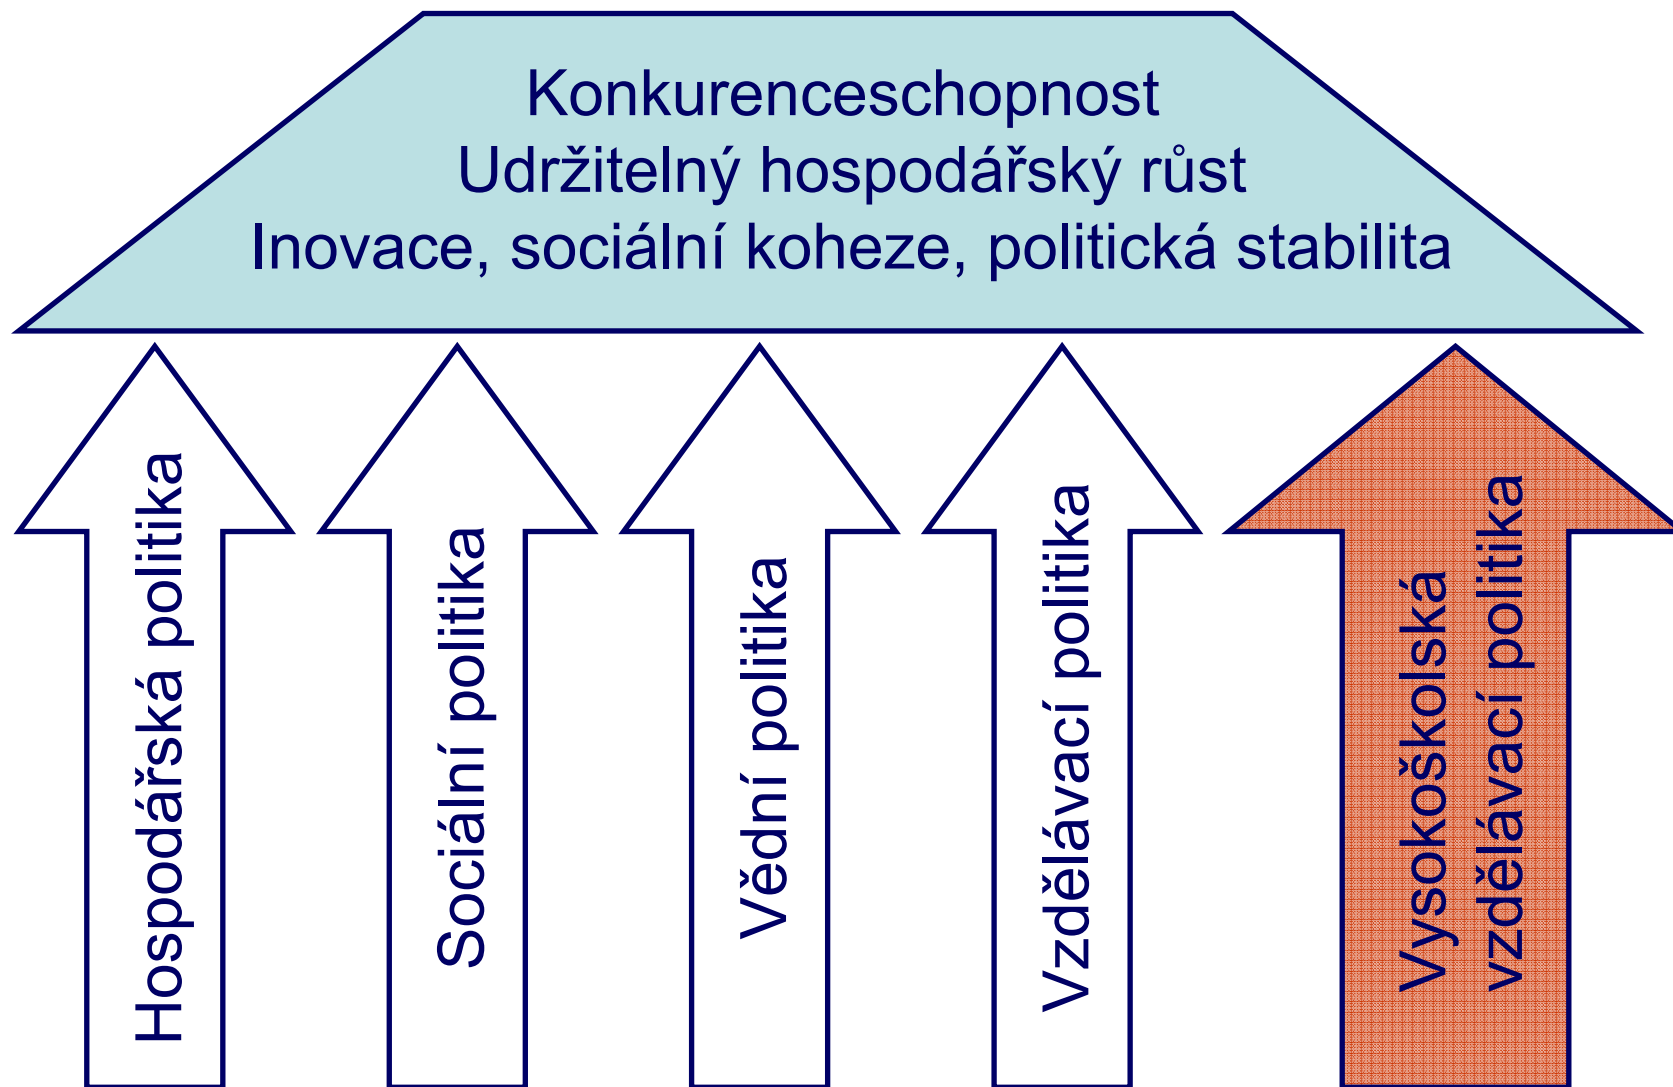 Konkurenceschopnost
Udržitelný hospodářský růst
Inovace, sociální koheze, politická stabilita
Hospodářská politika
Sociální politika
Vědní politika
Vzdělávací politika
Vysokoškolská
vzdělávací politika